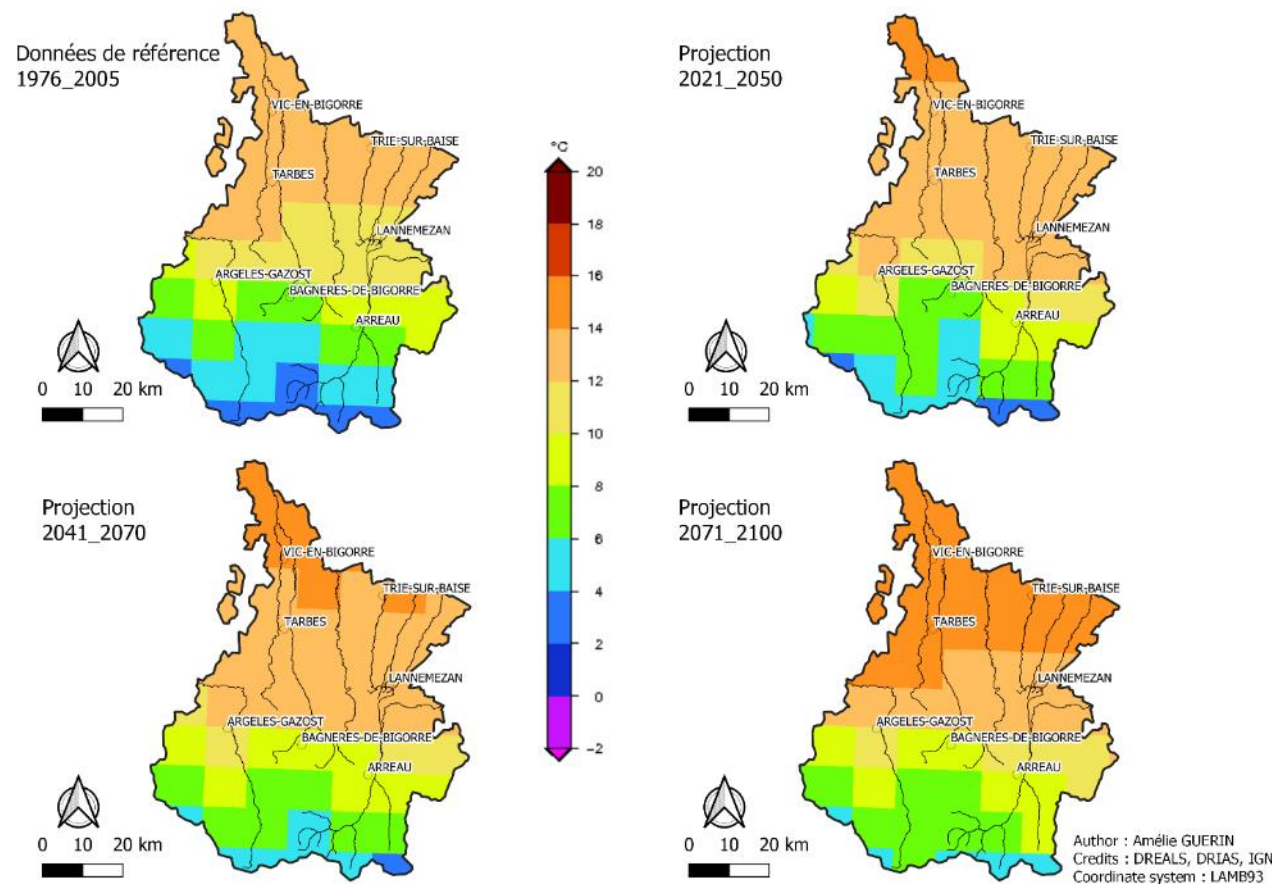 Données de référence
1976_2005
VIC-EN-BIGORRE
TRIE-SUR-BAISE
TARBES
LANNEMEZAN
ARGELES-GAZOST
BAGNERES-DE-BIGORRE
ARREAU
0 10 20 km
°C
20
18
16
14
12
10
8
6
4
2
0
−2
Projection
2021_2050
VIC-EN-BIGORRE
TRIE-SUR-BAISE
TARBES
LANNEMEZAN
ARGELES-GAZOST
BAGNERES-DE-BIGORRE
ARREAU
0 10 20 km
Projection
2041_2070
VIC-EN-BIGORRE
TRIE-SUR-BAISE
TARBES
LANNEMEZAN
ARGELES-GAZOST
BAGNERES-DE-BIGORRE
ARREAU
0 10 20 km
Projection
2071_2100
VIC-EN-BIGORRE
TRIE-SUR-BAISE
TARBES
LANNEMEZAN
ARGELES-GAZOST
BAGNERES-DE-BIGORRE
ARREAU
0 10 20 km
Author : Amélie GUERIN
Credits : DREALS, DRIAS, IGN
Coordinate system : LAMB93